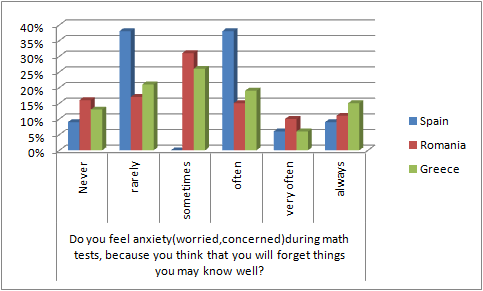 40%
35%
30%
25%
20%
15%
10%
5%
0%
Never
rarely
sometimes
often
very often
always
Do you feel anxiety(worried,concerned)during math
tests, because you think that you will forget things
you may know well?
Spain
Romania
Greece